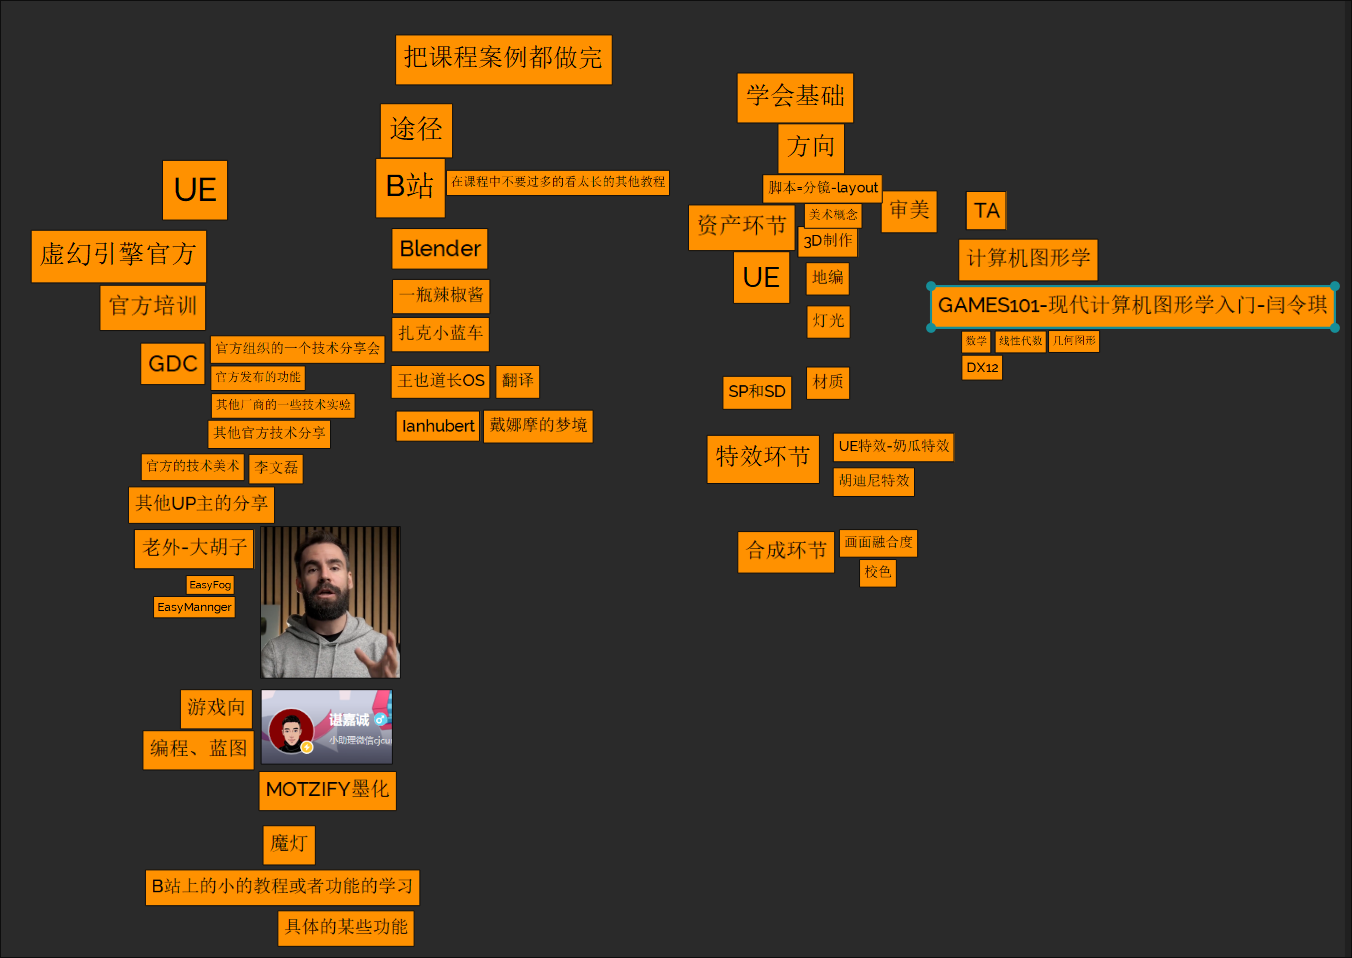 把课程案例都做完
途径
B站
在课程中不要过多的看太长的其他教程
UE
虚幻引擎官方
官方培训
GDC
官方组织的一个技术分享会
官方发布的功能
其他厂商的一些技术实验
其他官方技术分享
官方的技术美术
李文磊
其他UP主的分享
老外-大胡子
EasyFog
EasyMannger
游戏向
编程、蓝图
谌嘉诚
小助理微信cjcu
MOTZIFY墨化
魔灯
B站上的小的教程或者功能的学习
具体的某些功能
Blender
一瓶辣椒酱
扎克小蓝车
王也道长OS
翻译
Ianhubert
戴娜摩的梦境
学会基础
方向
脚本=分镜-layout
资产环节
美术概念
审美
3D制作
UE
地编
灯光
SP和SD
材质
特效环节
UE特效-奶瓜特效
胡迪尼特效
合成环节
画面融合度
校色
TA
计算机图形学
GAMES101-现代计算机图形学入门-闫令琪
数学
线性代数
几何图形
DX12